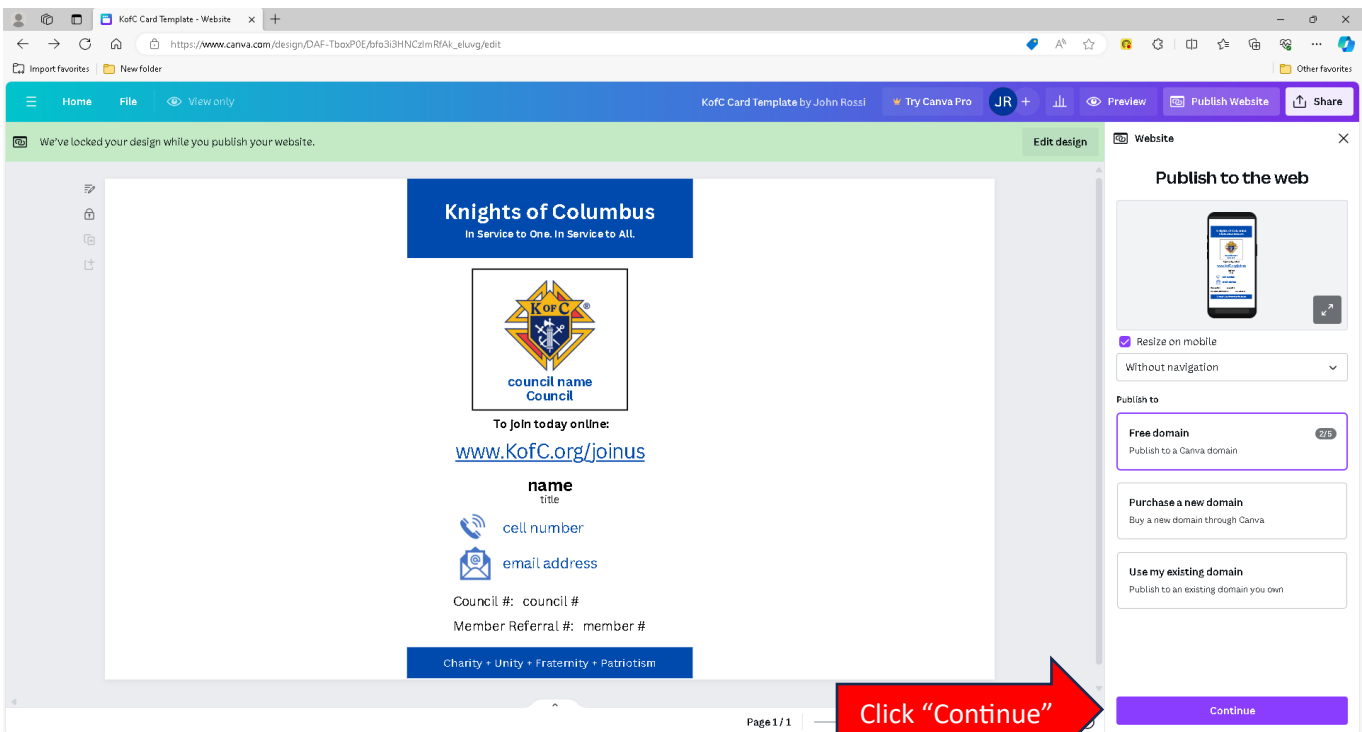 KofC Card Template - Website
https://www.canva.com/design/DAF-TboxP0E/bfo3i3HNCzlmRfAk_eluvg/edit
Import favorites
New folder
Other favorites
Home
File
View only
KofC Card Template by John Rossi
Try Canva Pro
JR
Preview
Publish Website
Share
We've locked your design while you publish your website.
Edit design
Website
Publish to the web
Knights of Columbus
In Service to One. In Service to All.
K OF C
council name
Council
To join today online:
www.KofC.org/joinus
name
title
cell number
email address
Council #: council #
Member Referral #: member #
Charity + Unity + Fraternity + Patriotism
Page 1 / 1
Click “Continue”
Resize on mobile
Without navigation
Publish to
Free domain
2/5
Publish to a Canva domain
Purchase a new domain
Buy a new domain through Canva
Use my existing domain
Publish to an existing domain you own
Continue